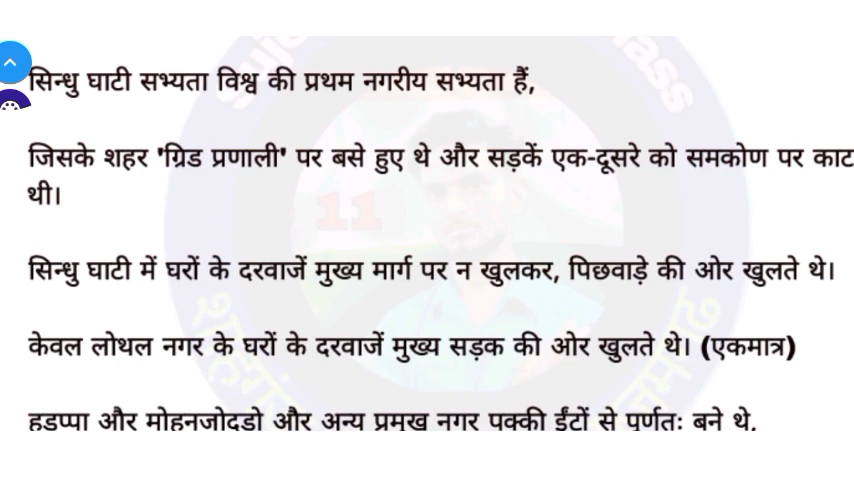 सिन्धु घाटी सभ्यता विश्व की प्रथम नगरीय सभ्यता हैं,
जिसके शहर 'ग्रिड प्रणाली' पर बसे हुए थे और सड़कें एक-दूसरे को समकोण पर काट
थी।
सिन्धु घाटी में घरों के दरवाजें मुख्य मार्ग पर न खुलकर, पिछवाड़े की ओर खुलते थे।
केवल लोथल नगर के घरों के दरवाजें मुख्य सड़क की ओर खुलते थे। (एकमात्र)
हड़प्पा और मोहनजोदड़ो और अन्य प्रमुख नगर पक्की ईंटों से पूर्णतः बने थे,
11